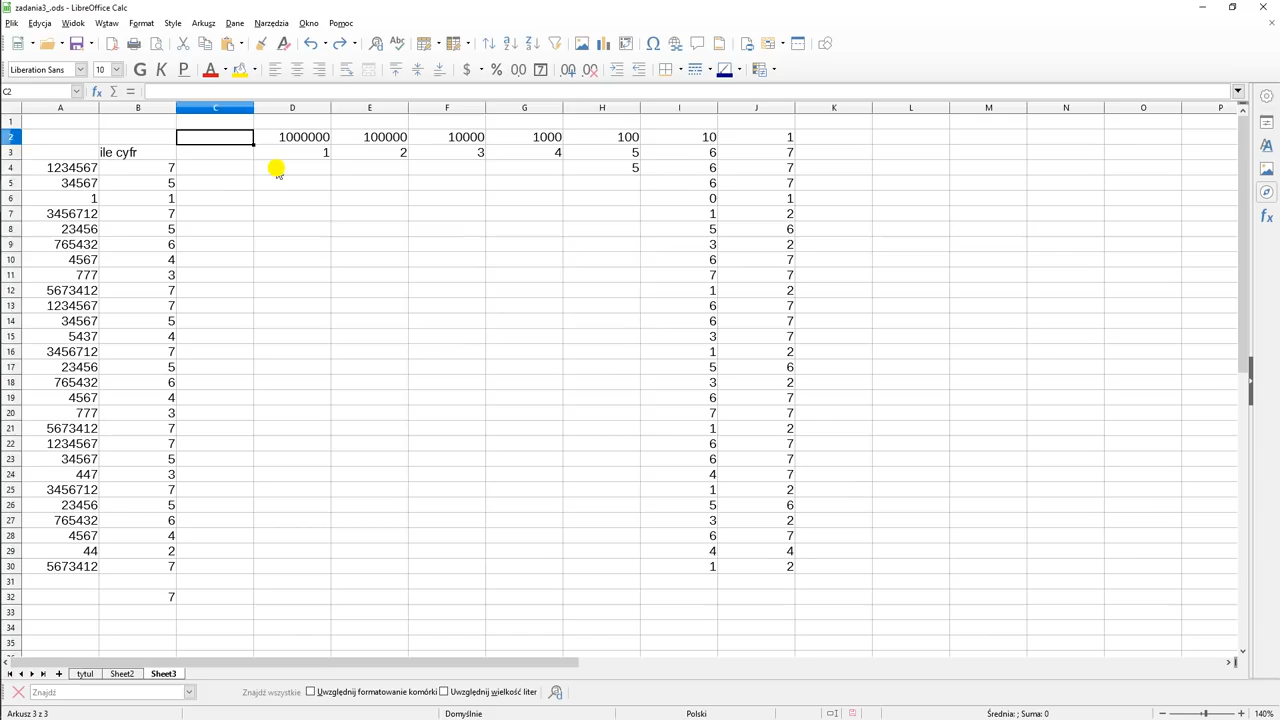 zadania3_.ods - LibreOffice Calc
Plik Edycja Widok Wstaw Format Style Arkusz Dane Narzędzia Okno Pomoc
Liberation Sans 10 G K P A $ % 00 7 .00 00
C2 fx Σ =
A B C D E F G H I J K L M N O P
1
2 1000000 100000 10000 1000 100 10 1
3 ile cyfr 1 2 3 4 5 6 7
4 1234567 7 5 6 7
5 34567 5 6 7
6 1 1 0 1
7 3456712 7 1 2
8 23456 5 5 6
9 765432 6 3 2
10 4567 4 6 7
11 777 3 7 7
12 5673412 7 1 2
13 1234567 7 6 7
14 34567 5 6 7
15 5437 4 3 7
16 3456712 7 1 2
17 23456 5 5 6
18 765432 6 3 2
19 4567 4 6 7
20 777 3 7 7
21 5673412 7 1 2
22 1234567 7 6 7
23 34567 5 6 7
24 447 3 4 7
25 3456712 7 1 2
26 23456 5 5 6
27 765432 6 3 2
28 4567 4 6 7
29 44 2 4 4
30 5673412 7 1 2
31
32 7
33
34
35
tytul Sheet2 Sheet3
Znajdź Znajdź wszystkie Uwzględnij formatowanie komórki Uwzględnij wielkość liter
Arkusz 3 z 3 Domyślnie Polski Średnia: ; Suma: 0 140%